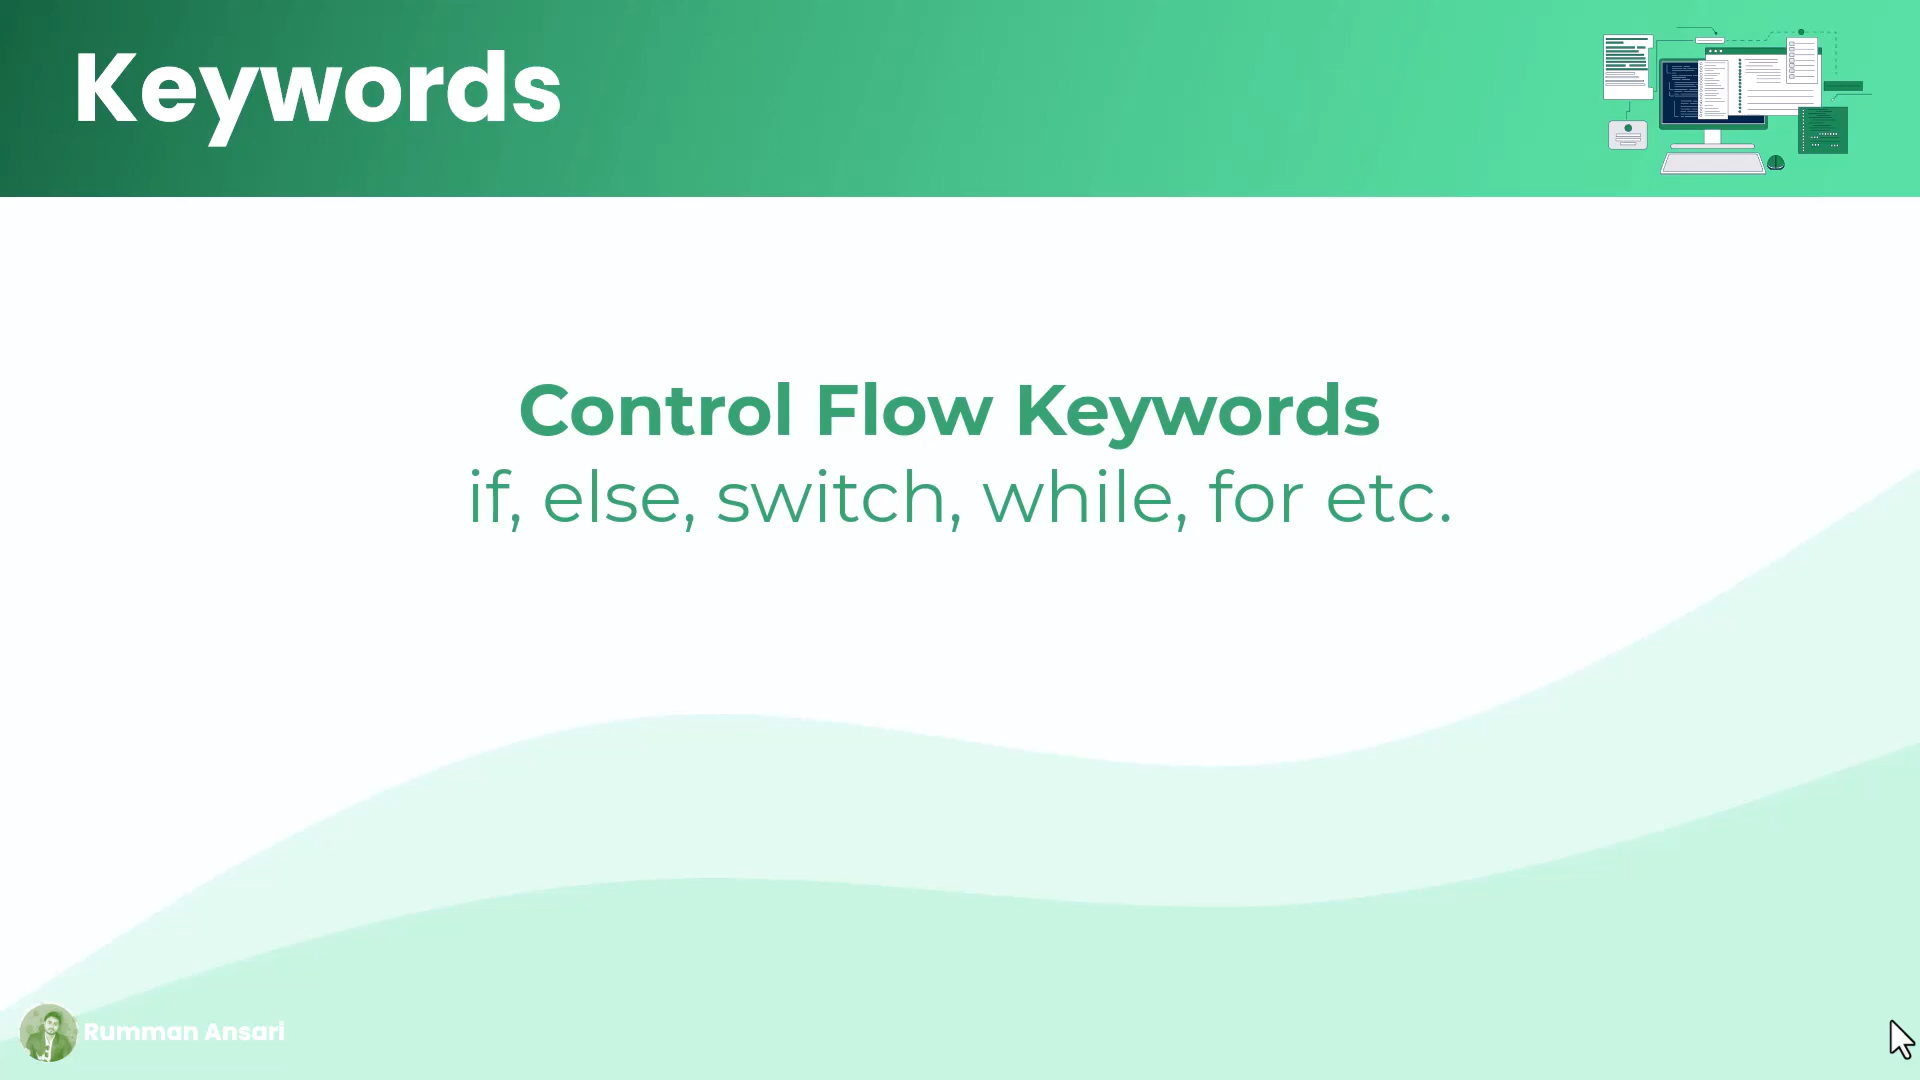 Keywords
Control Flow Keywords
if, else, switch, while, for etc.
Rumman Ansari